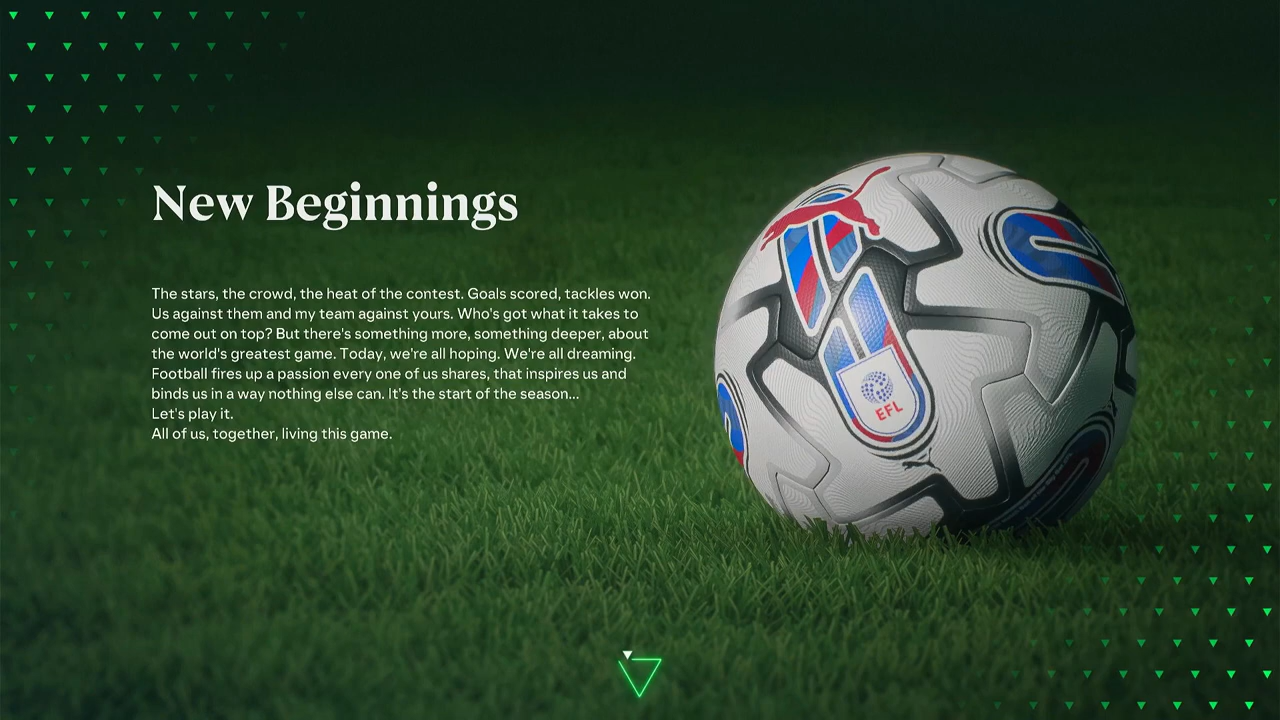 New Beginnings
The stars, the crowd, the heat of the contest. Goals scored, tackles won.
Us against them and my team against yours. Who's got what it takes to
come out on top? But there's something more, something deeper, about
the world's greatest game. Today, we're all hoping. We're all dreaming.
Football fires up a passion every one of us shares, that inspires us and
binds us in a way nothing else can. It's the start of the season...
Let's play it.
All of us, together, living this game.
EFL